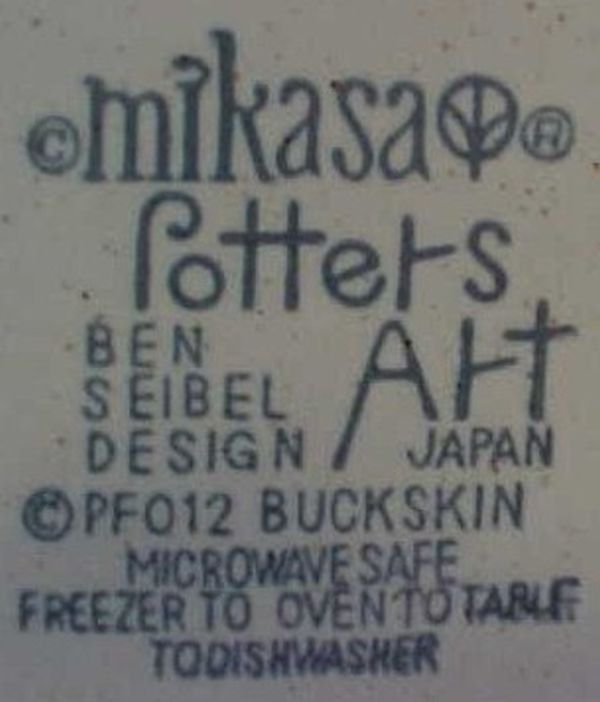 © mikasa ®
Potters
Art
BEN
SEIBEL
DESIGN
JAPAN
© PF012 BUCKSKIN
MICROWAVE SAFE
FREEZER TO OVEN TO TABLE
TO DISHWASHER